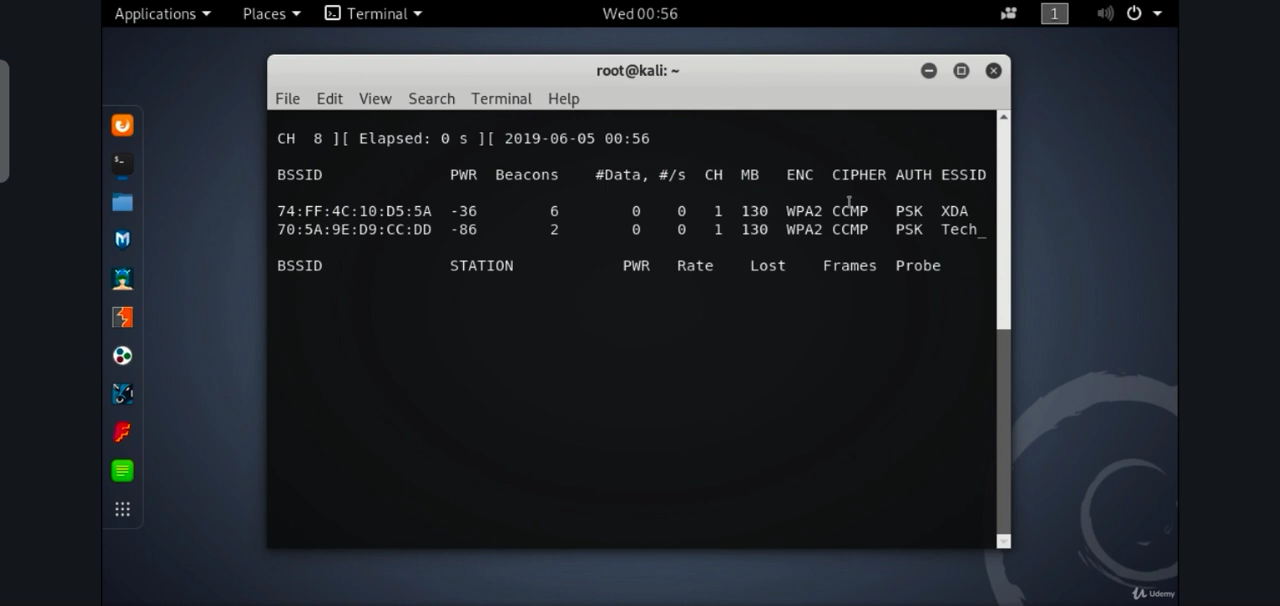 Applications Places Terminal Wed 00:56 1
root@kali: ~
File Edit View Search Terminal Help
CH 8 ][ Elapsed: 0 s ][ 2019-06-05 00:56
BSSID PWR Beacons #Data, #/s CH MB ENC CIPHER AUTH ESSID
74:FF:4C:10:D5:5A -36 6 0 0 1 130 WPA2 CCMP PSK XDA
70:5A:9E:D9:CC:DD -86 2 0 0 1 130 WPA2 CCMP PSK Tech_
BSSID STATION PWR Rate Lost Frames Probe
Udemy